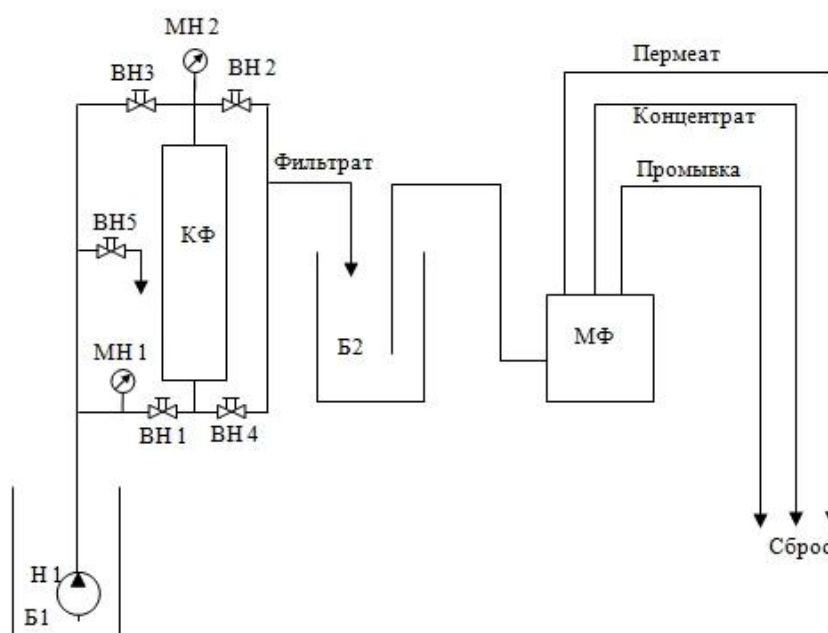 МН 2
ВН3
ВН 2
Пермеат
Концентрат
Фильтрат
Промывка
ВН5
КФ
МН 1
Б2
МФ
ВН 1
ВН 4
Сброс
Н 1
Б1